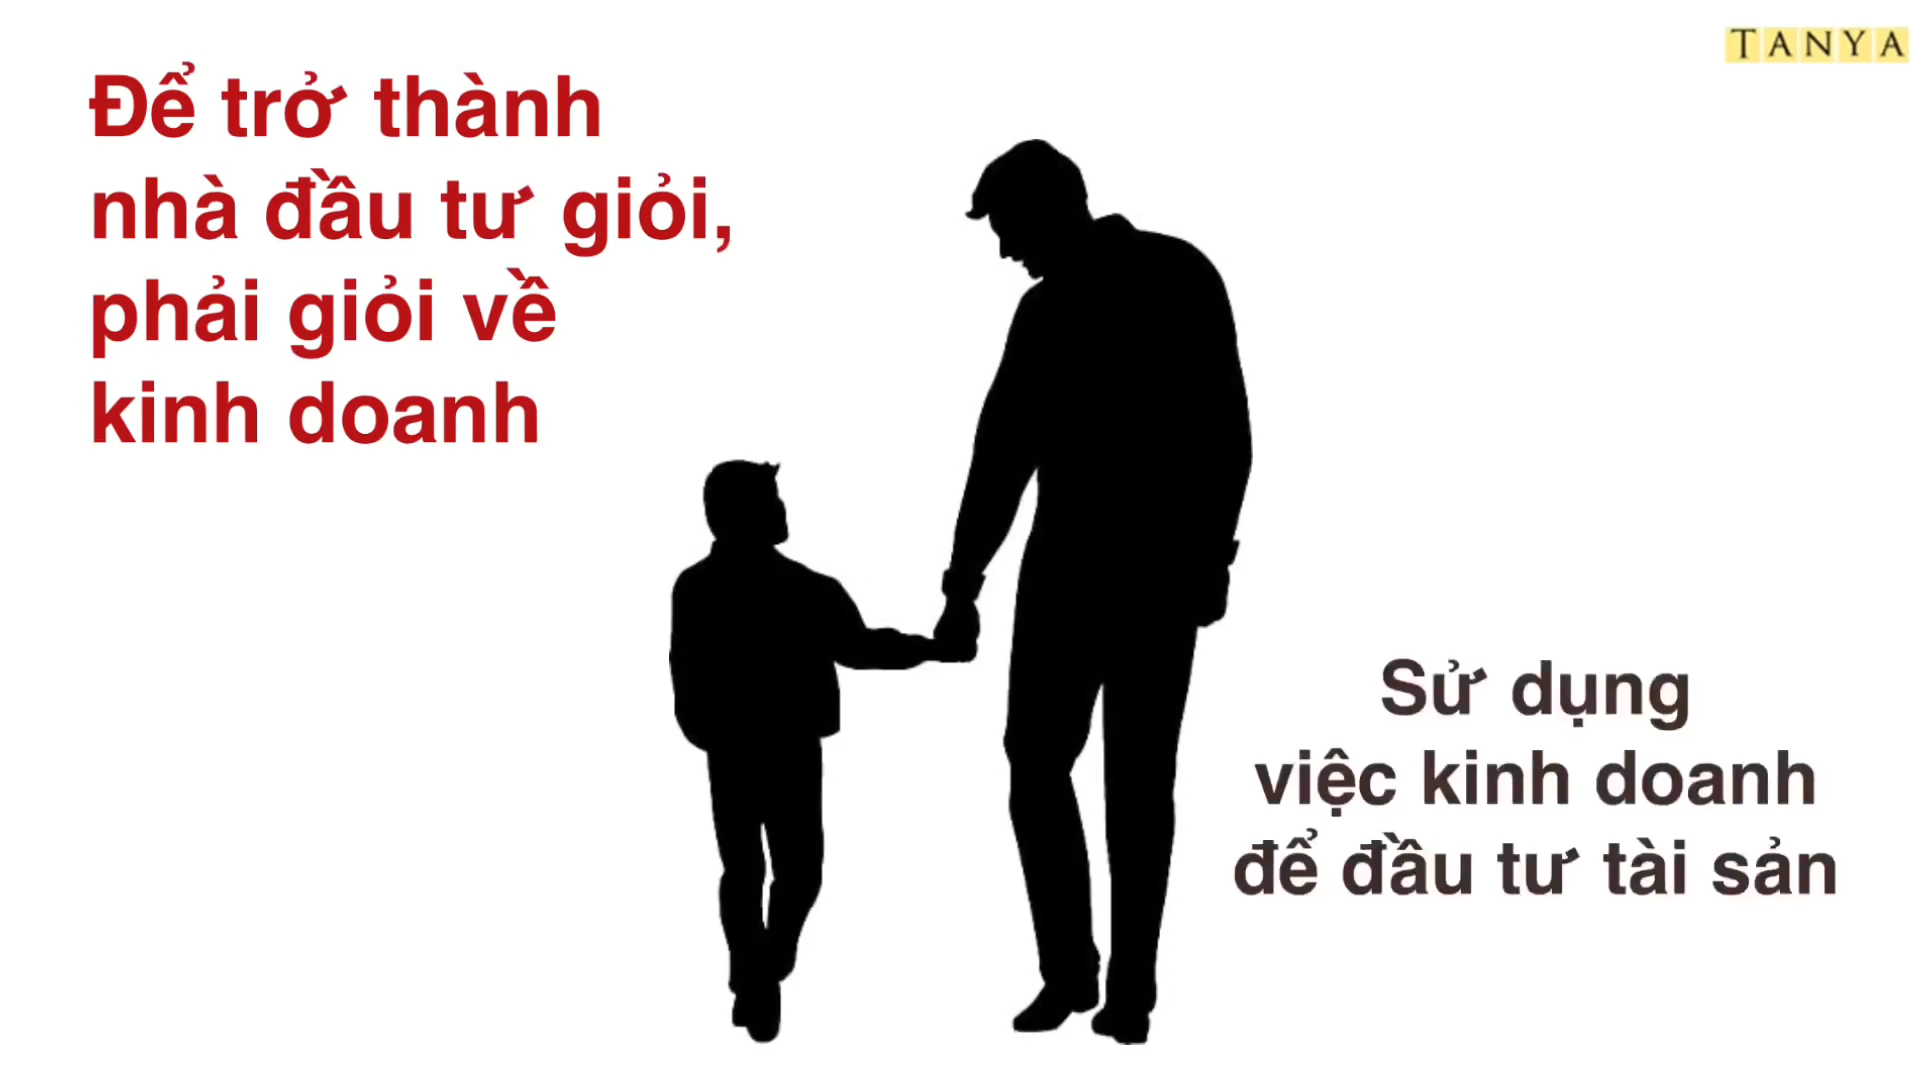 TANYA
Để trở thành
nhà đầu tư giỏi,
phải giỏi về
kinh doanh
Sử dụng
việc kinh doanh
để đầu tư tài sản